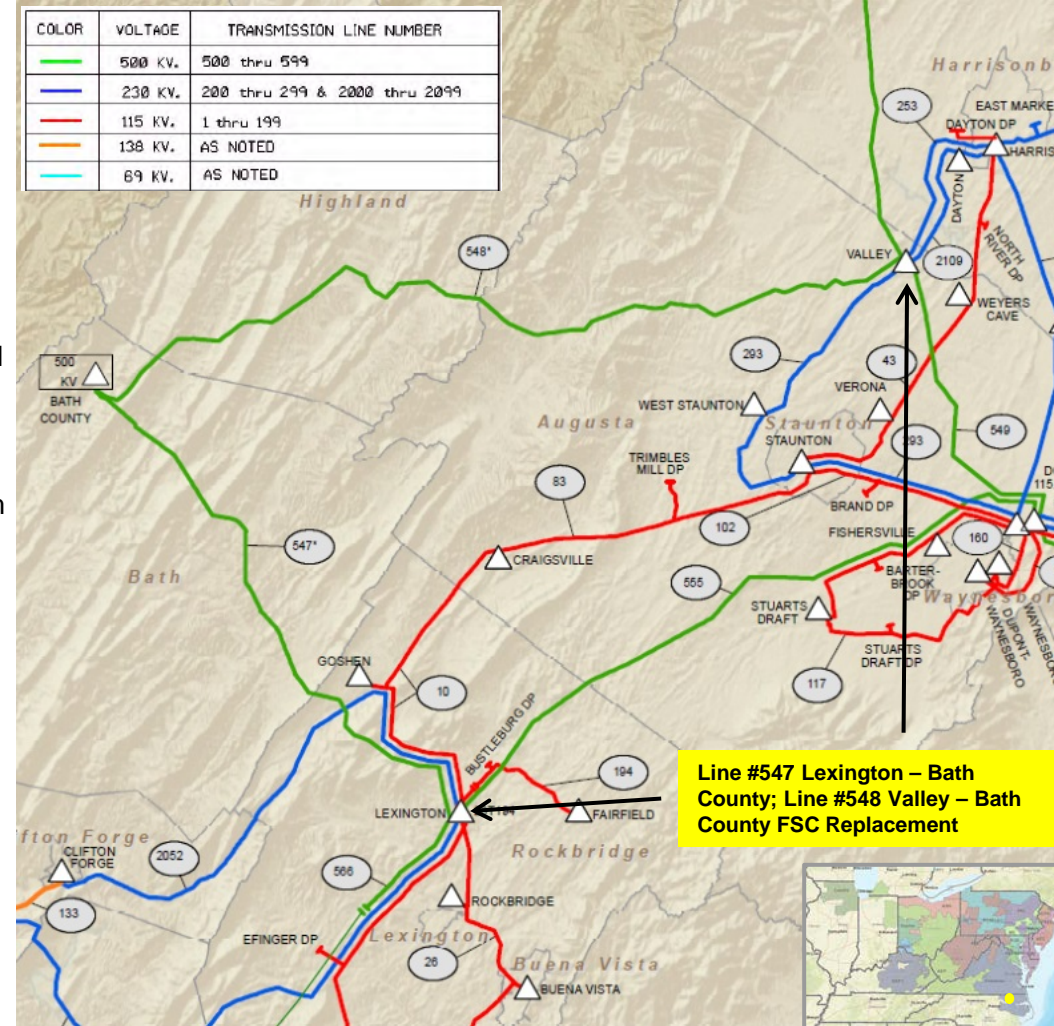 COLOR VOLTAGE TRANSMISSION LINE NUMBER
500 KV. 500 thru 599
230 KV. 200 thru 299 & 2000 thru 2099
115 KV. 1 thru 199
138 KV. AS NOTED
69 KV. AS NOTED
Harrisonb
253
EAST MARKE
DAYTON DP
HARRIS
DAYTON
Highland
548*
VALLEY
2109
NORTH
RIVER DP
WEYERS
CAVE
500
KV
BATH
COUNTY
293
43
VERONA
WEST STAUNTON
Augusta
Staunton
STAUNTON
293
549
TRIMBLES
MILL DP
83
D
115
BRAND DP
102
FISHERSVILLE
160
547*
CRAIGSVILLE
Bath
555
BARTER-
BROOK
DP
Waynesbor
STUARTS
DRAFT
DUPONT-
WAYNESBORO
WAYNESBOR
STUARTS
DRAFT DP
117
GOSHEN
10
BUSTLEBURG DP
194
Line #547 Lexington – Bath
County; Line #548 Valley – Bath
County FSC Replacement
LEXINGTON
FAIRFIELD
ifton Forge
CLIFTON
FORGE
2052
Rockbridge
566
133
ROCKBRIDGE
EFINGER DP
Lexington
26
Buena Vista
BUENA VISTA